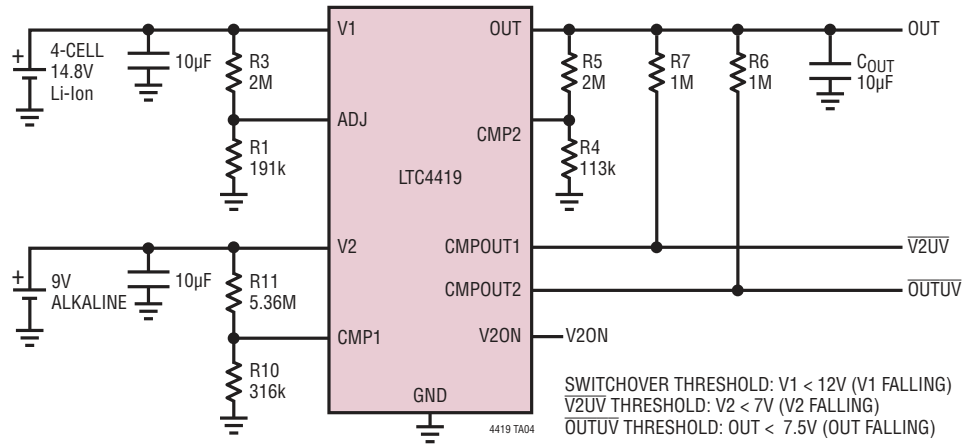 V1
OUT
OUT
+
4-CELL
14.8V
Li-Ion
10µF
R3
2M
R5
2M
R7
1M
R6
1M
COUT
10µF
ADJ
CMP2
R1
191k
R4
113k
LTC4419
V2
CMPOUT1
V2UV
+
9V
ALKALINE
10µF
R11
5.36M
CMPOUT2
OUTUV
CMP1
V2ON
V2ON
R10
316k
GND
4419 TA04
SWITCHOVER THRESHOLD: V1 < 12V (V1 FALLING)
V2UV THRESHOLD: V2 < 7V (V2 FALLING)
OUTUV THRESHOLD: OUT < 7.5V (OUT FALLING)